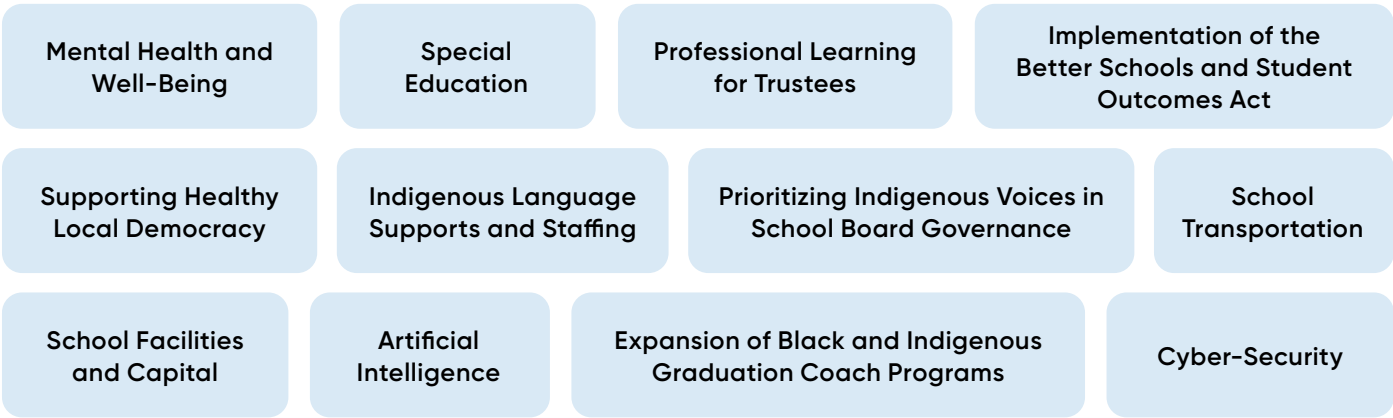 Mental Health and
Well-Being
Special
Education
Professional Learning
for Trustees
Implementation of the
Better Schools and Student
Outcomes Act
Supporting Healthy
Local Democracy
Indigenous Language
Supports and Staffing
Prioritizing Indigenous Voices in
School Board Governance
School
Transportation
School Facilities
and Capital
Artificial
Intelligence
Expansion of Black and Indigenous
Graduation Coach Programs
Cyber-Security